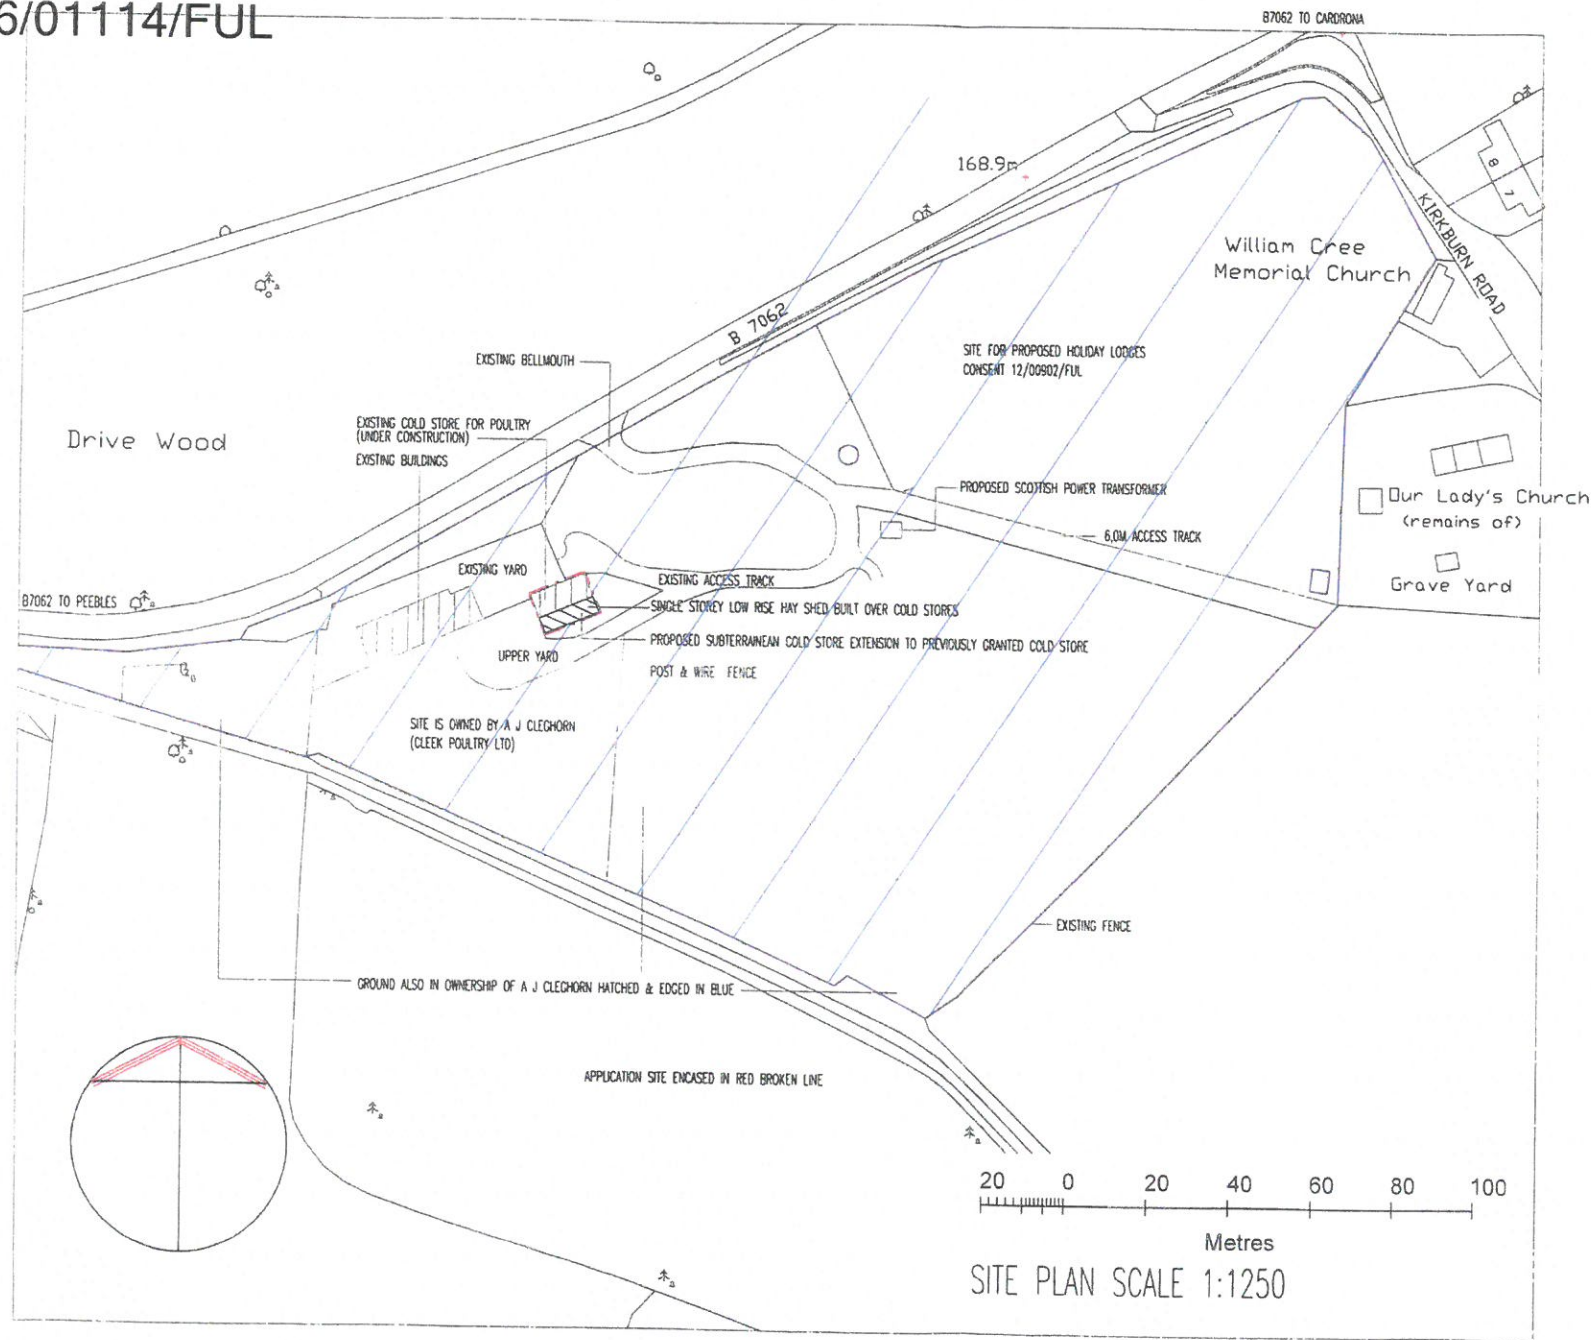 6/01114/FUL
B7062 TO CARDRONA
168.9m
William Cree
Memorial Church
KIRKBURN ROAD
8
7
B 7062
SITE FOR PROPOSED HOLIDAY LODGES
CONSENT 12/00902/FUL
EXISTING BELLMOUTH
EXISTING COLD STORE FOR POULTRY
(UNDER CONSTRUCTION)
EXISTING BUILDINGS
Drive Wood
PROPOSED SCOTTISH POWER TRANSFORMER
Our Lady's Church
(remains of)
6.0M ACCESS TRACK
Grave Yard
EXISTING YARD
EXISTING ACCESS TRACK
B7062 TO PEEBLES
SINGLE STOREY LOW RISE HAY SHED BUILT OVER COLD STORES
PROPOSED SUBTERRANEAN COLD STORE EXTENSION TO PREVIOUSLY GRANTED COLD STORE
UPPER YARD
POST & WIRE FENCE
SITE IS OWNED BY A J CLEGHORN
(CLEEK POULTRY LTD)
EXISTING FENCE
GROUND ALSO IN OWNERSHIP OF A J CLEGHORN HATCHED & EDGED IN BLUE
APPLICATION SITE ENCASED IN RED BROKEN LINE
20 0 20 40 60 80 100
Metres
SITE PLAN SCALE 1:1250